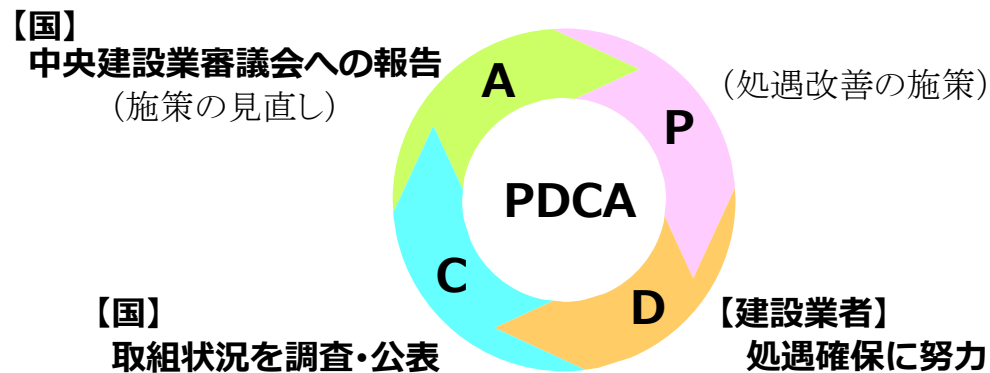 【国】
中央建設業審議会への報告
（施策の見直し）
A
P
（処遇改善の施策）
PDCA
C
D
【国】
取組状況を調査・公表
【建設業者】
処遇確保に努力